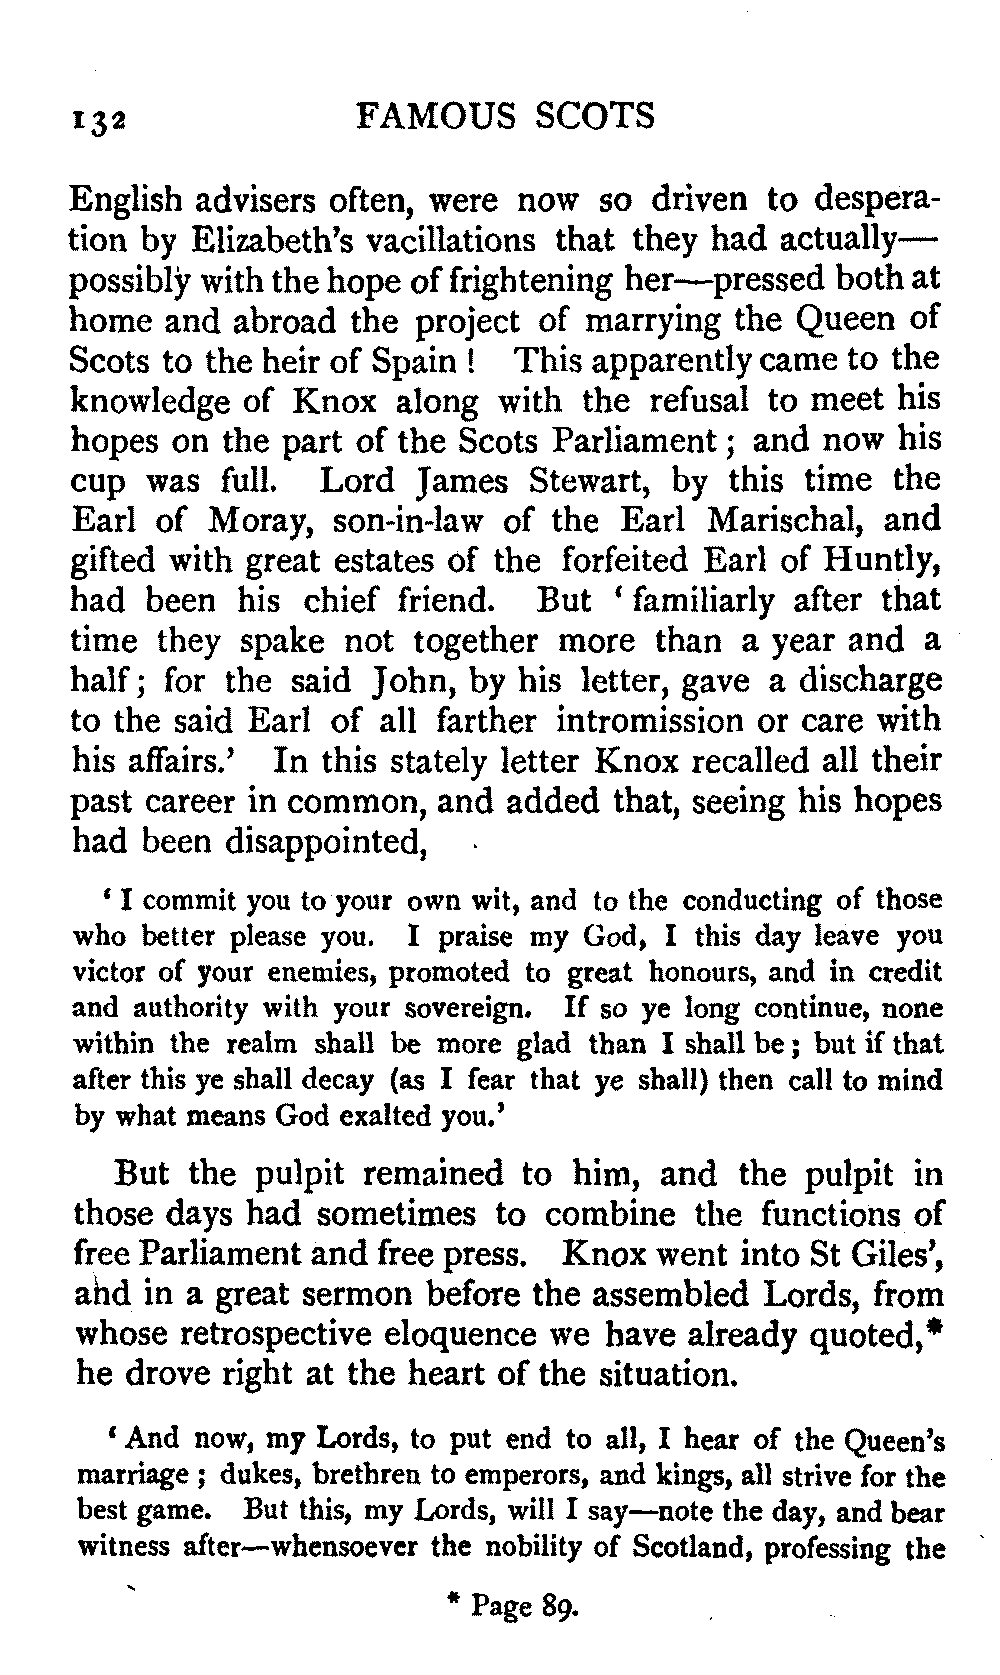 132 FAMOUS SCOTS
English advisers often, were now so driven to despera-
tion by Elizabeth's vacillations that they had actually—
possibly with the hope of frightening her—pressed both at
home and abroad the project of marrying the Queen of
Scots to the heir of Spain ! This apparently came to the
knowledge of Knox along with the refusal to meet his
hopes on the part of the Scots Parliament ; and now his
cup was full. Lord James Stewart, by this time the
Earl of Moray, son-in-law of the Earl Marischal, and
gifted with great estates of the forfeited Earl of Huntly,
had been his chief friend. But ‘ familiarly after that
time they spake not together more than a year and a
half ; for the said John, by his letter, gave a discharge
to the said Earl of all farther intromission or care with
his affairs.’ In this stately letter Knox recalled all their
past career in common, and added that, seeing his hopes
had been disappointed,
‘ I commit you to your own wit, and to the conducting of those
who better please you. I praise my God, I this day leave you
victor of your enemies, promoted to great honours, and in credit
and authority with your sovereign. If so ye long continue, none
within the realm shall be more glad than I shall be ; but if that
after this ye shall decay (as I fear that ye shall) then call to mind
by what means God exalted you.’
But the pulpit remained to him, and the pulpit in
those days had sometimes to combine the functions of
free Parliament and free press. Knox went into St Giles’,
and in a great sermon before the assembled Lords, from
whose retrospective eloquence we have already quoted,*
he drove right at the heart of the situation.
‘ And now, my Lords, to put end to all, I hear of the Queen's
marriage ; dukes, brethren to emperors, and kings, all strive for the
best game. But this, my Lords, will I say—note the day, and bear
witness after—whensoever the nobility of Scotland, professing the
* Page 89.